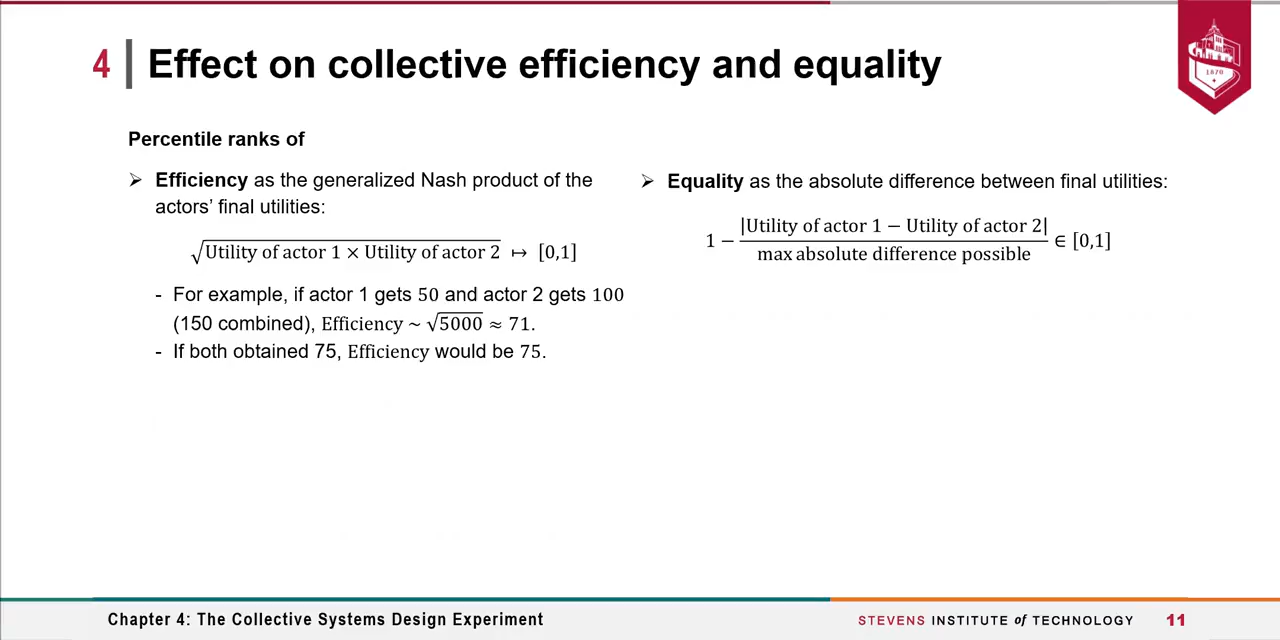 4 | Effect on collective efficiency and equality
1870
Percentile ranks of
➢ Efficiency as the generalized Nash product of the
actors' final utilities:
√(Utility of actor 1 × Utility of actor 2) ↦ [0,1]
- For example, if actor 1 gets 50 and actor 2 gets 100
(150 combined), Efficiency ~ √5000 ≈ 71.
- If both obtained 75, Efficiency would be 75.
➢ Equality as the absolute difference between final utilities:
1 − |Utility of actor 1 − Utility of actor 2| / max absolute difference possible ∈ [0,1]
Chapter 4: The Collective Systems Design Experiment
STEVENS INSTITUTE of TECHNOLOGY 11